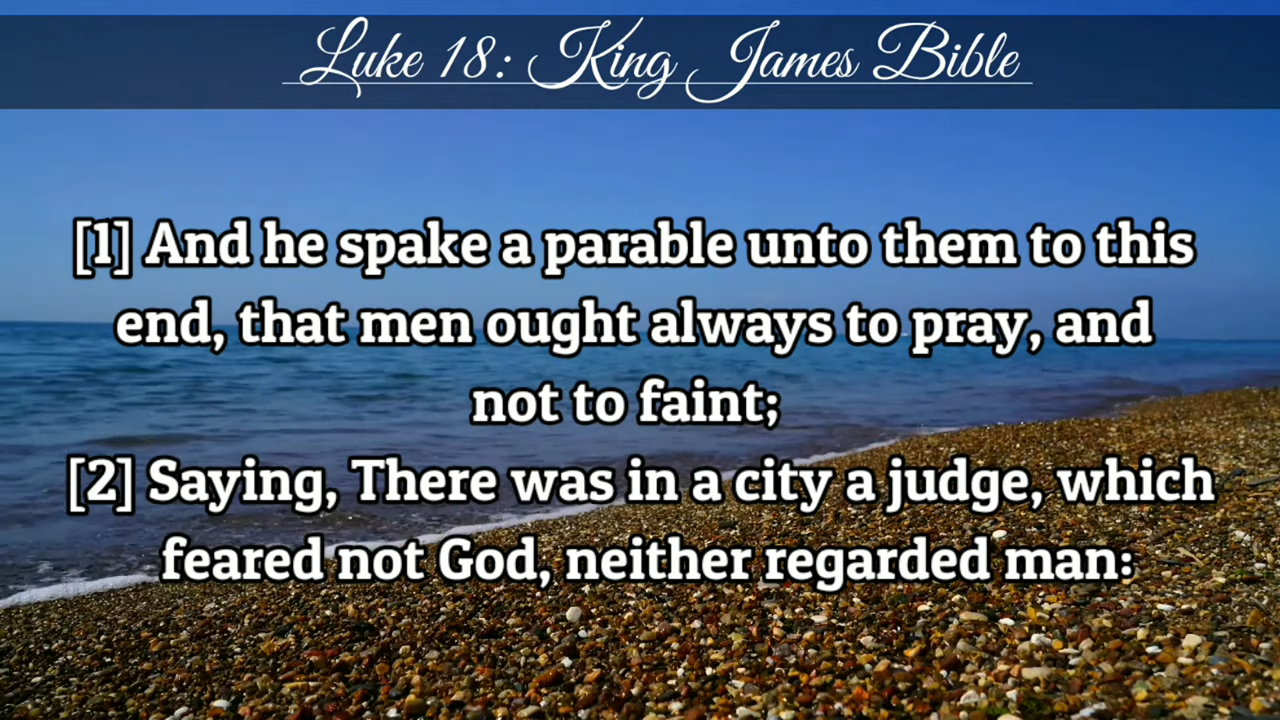 Luke 18: King James Bible
[1] And he spake a parable unto them to this
end, that men ought always to pray, and
not to faint;
[2] Saying, There was in a city a judge, which
feared not God, neither regarded man: